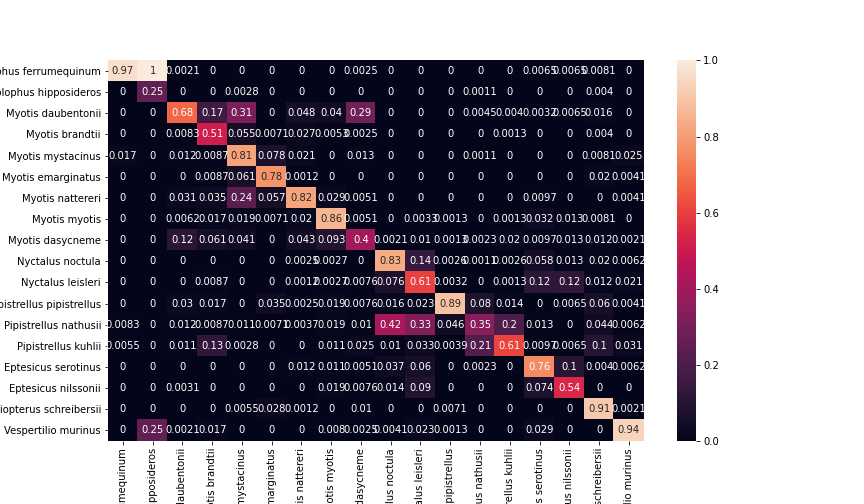 phus ferrumequinum 0.97 1 0.0021 0 0 0 0 0 0.0025 0 0 0 0 0 0.0065 0.0065 0.0081 0
olophus hipposideros 0 0.25 0 0 0.0028 0 0 0 0 0 0 0 0.0011 0 0 0 0.004 0
Myotis daubentonii 0 0 0.68 0.17 0.31 0 0.048 0.04 0.29 0 0 0 0.0045 0.004 0.0032 0.0065 0.016 0
Myotis brandtii 0 0 0.0083 0.51 0.055 0.0071 0.027 0.0053 0.0025 0 0 0 0 0.0013 0 0 0.004 0
Myotis mystacinus 0.017 0 0.012 0.0087 0.81 0.078 0.021 0 0.013 0 0 0 0.0011 0 0 0 0.0081 0.025
Myotis emarginatus 0 0 0 0.0087 0.061 0.78 0.0012 0 0 0 0 0 0 0 0 0 0.02 0.0041
Myotis nattereri 0 0 0.031 0.035 0.24 0.057 0.82 0.029 0.0051 0 0 0 0 0 0.0097 0 0 0.0041
Myotis myotis 0 0 0.0062 0.017 0.019 0.0071 0.02 0.86 0.0051 0 0.0033 0.0013 0 0.0013 0.032 0.013 0.0081 0
Myotis dasycneme 0 0 0.12 0.061 0.041 0 0.043 0.093 0.4 0.0021 0.01 0.0013 0.0023 0.02 0.0097 0.013 0.012 0.0021
Nyctalus noctula 0 0 0 0 0 0 0.0025 0.0027 0 0.83 0.14 0.0026 0.0011 0.0026 0.058 0.013 0.02 0.0062
Nyctalus leisleri 0 0 0 0.0087 0 0 0.0012 0.0027 0.0076 0.076 0.61 0.0032 0 0.0013 0.12 0.12 0.012 0.021
pistrellus pipistrellus 0 0 0.03 0.017 0 0.035 0.0025 0.019 0.0076 0.016 0.023 0.89 0.08 0.014 0 0.0065 0.06 0.0041
Pipistrellus nathusii 0.0083 0 0.012 0.0087 0.011 0.0071 0.0037 0.019 0.01 0.42 0.33 0.046 0.35 0.2 0.013 0 0.044 0.0062
Pipistrellus kuhlii 0.0055 0 0.011 0.13 0.0028 0 0 0.011 0.025 0.01 0.033 0.0039 0.21 0.61 0.0097 0.0065 0.1 0.031
Eptesicus serotinus 0 0 0 0 0 0 0.012 0.011 0.0051 0.037 0.06 0 0.0023 0 0.76 0.1 0.004 0.0062
Eptesicus nilssonii 0 0 0.0031 0 0 0 0 0.019 0.0076 0.014 0.09 0 0 0 0.074 0.54 0 0
iopterus schreibersii 0 0 0 0 0.0055 0.028 0.0012 0 0.01 0 0 0.0071 0 0 0 0 0.91 0.0021
Vespertilio murinus 0 0.25 0.0021 0.017 0 0 0 0.008 0.0025 0.0041 0.023 0.0013 0 0 0.029 0 0 0.94
mequinum
pposideros
daubentonii
tis brandtii
mystacinus
marginatus
is nattereri
otis myotis
dasycneme
lus noctula
alus leisleri
pipistrellus
us nathusii
rellus kuhlii
s serotinus
us nilssonii
schreibersii
lio murinus
1.0
0.8
0.6
0.4
0.2
0.0